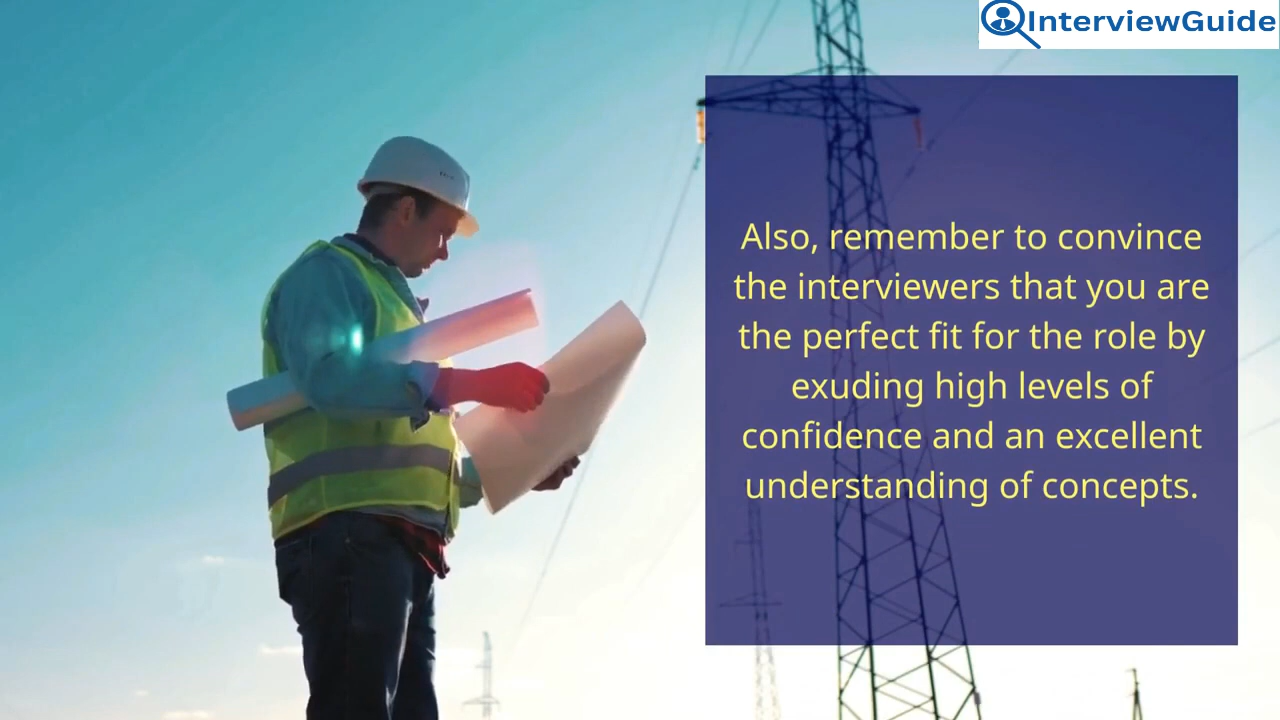 InterviewGuide
Also, remember to convince
the interviewers that you are
the perfect fit for the role by
exuding high levels of
confidence and an excellent
understanding of concepts.